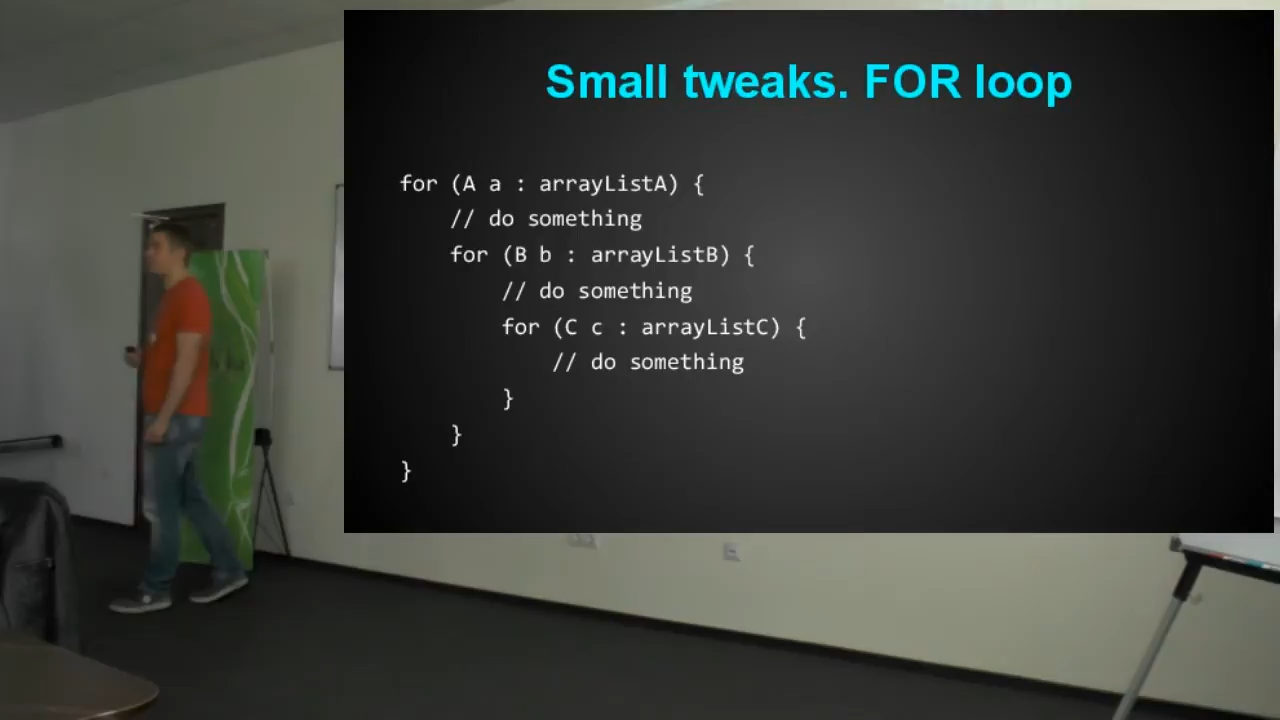 Small tweaks. FOR loop
for (A a : arrayListA) {
    // do something
    for (B b : arrayListB) {
        // do something
        for (C c : arrayListC) {
            // do something
        }
    }
}